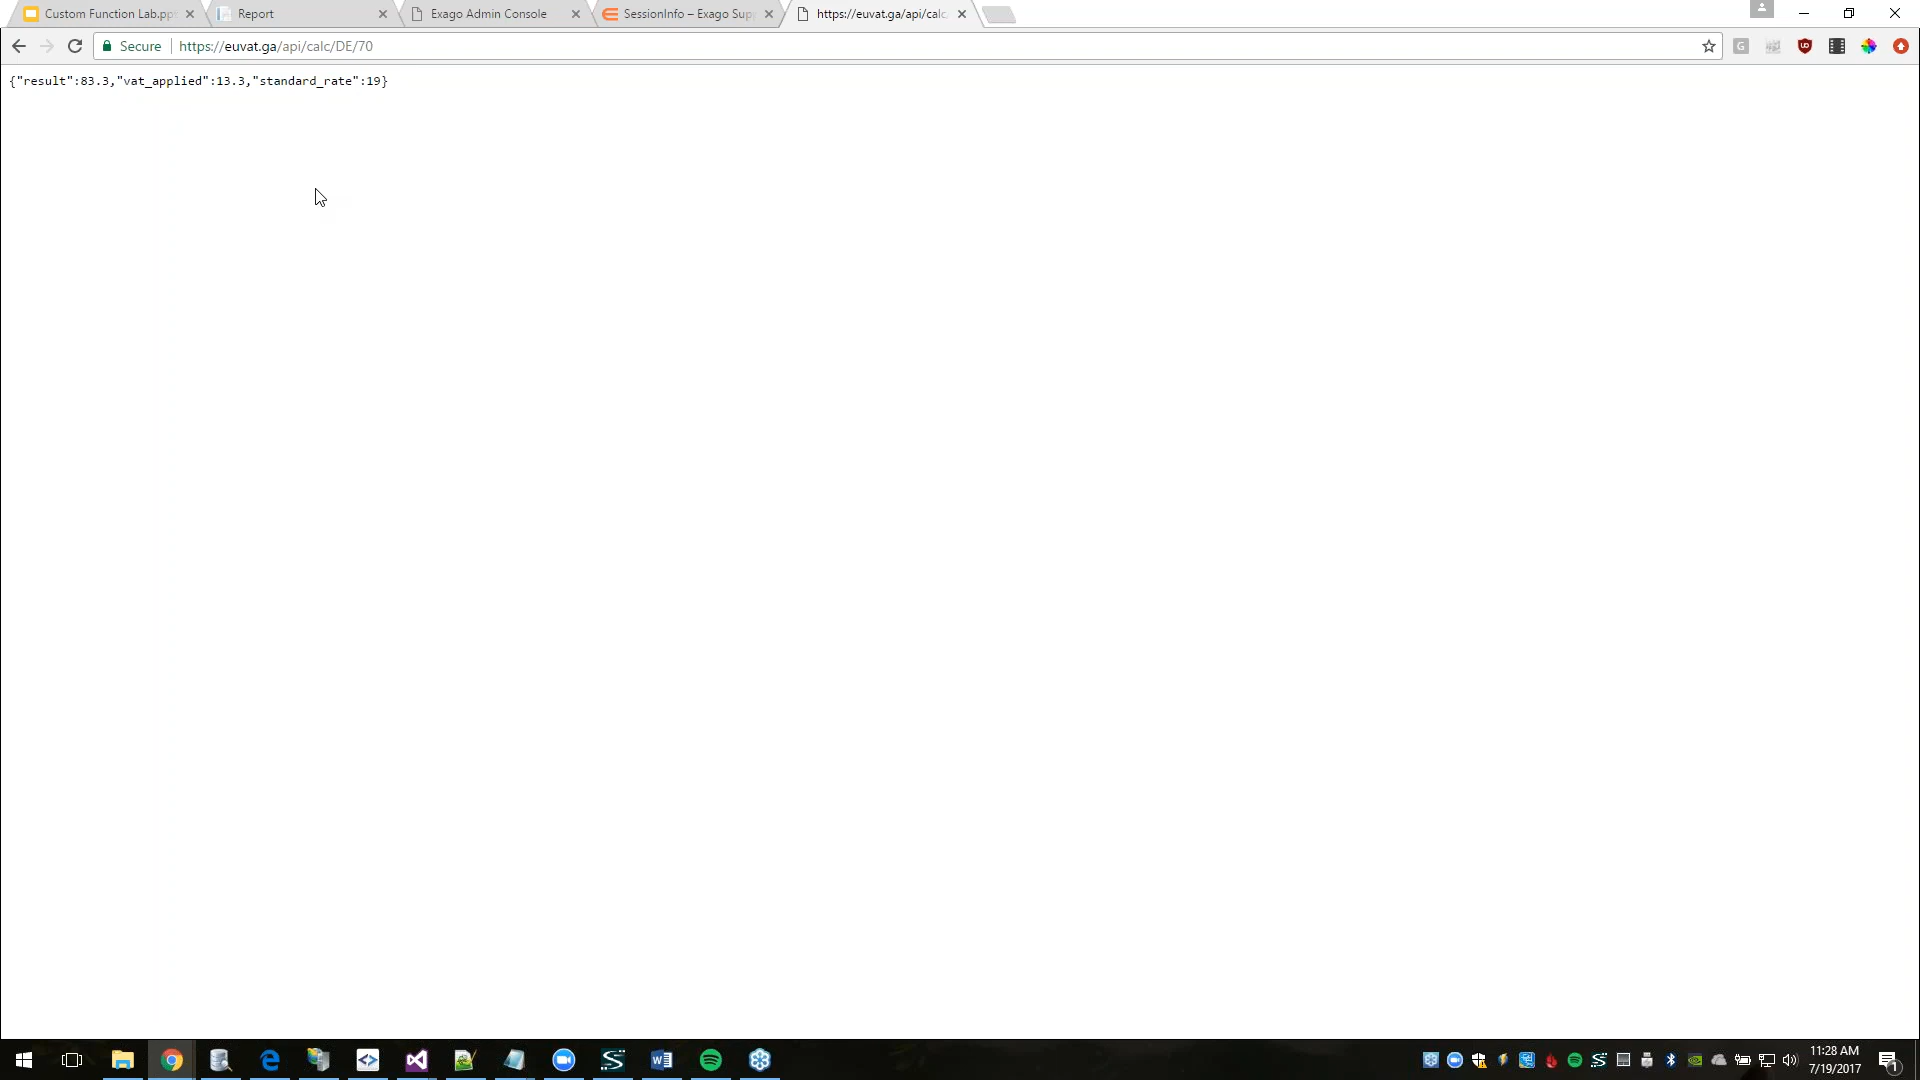 Custom Function Lab.pp
Report
Exago Admin Console
SessionInfo – Exago Sup
https://euvat.ga/api/calc
Secure
https://euvat.ga/api/calc/DE/70
{"result":83.3,"vat_applied":13.3,"standard_rate":19}
11:28 AM
7/19/2017
1